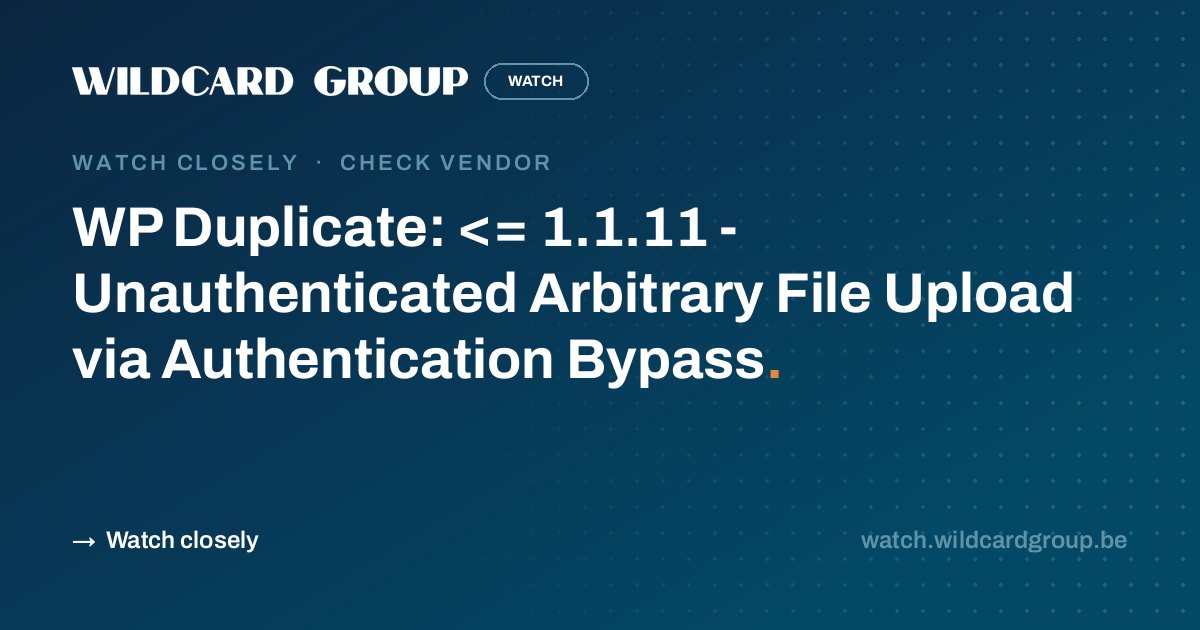 WILDCARD GROUP WATCH
WATCH CLOSELY · CHECK VENDOR
WP Duplicate: <= 1.1.11 -
Unauthenticated Arbitrary File Upload
via Authentication Bypass.
→ Watch closely
watch.wildcardgroup.be